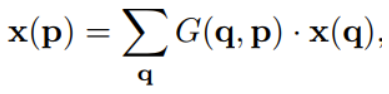 x(p) = ∑_q G(q, p) · x(q),